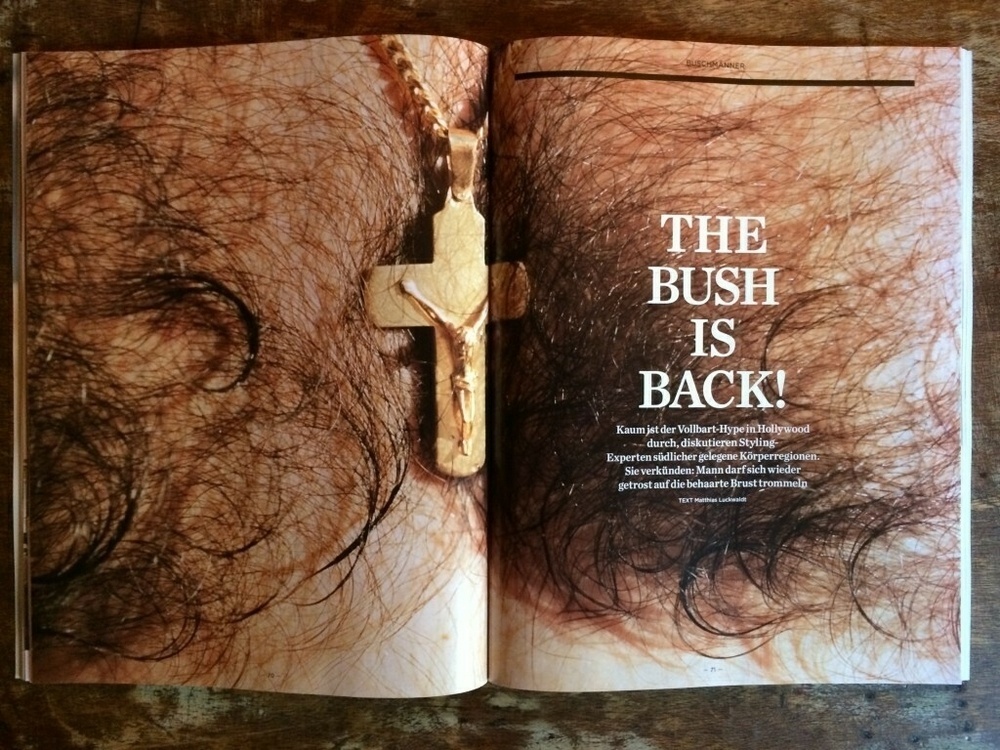 BUSCHMÄNNER
THE
BUSH
IS
BACK!
Kaum ist der Vollbart-Hype in Hollywood
durch, diskutieren Styling-
Experten südlicher gelegene Körperregionen.
Sie verkünden: Mann darf sich wieder
getrost auf die behaarte Brust trommeln
TEXT Matthias Luckwaldt
– 70 –
– 71 –